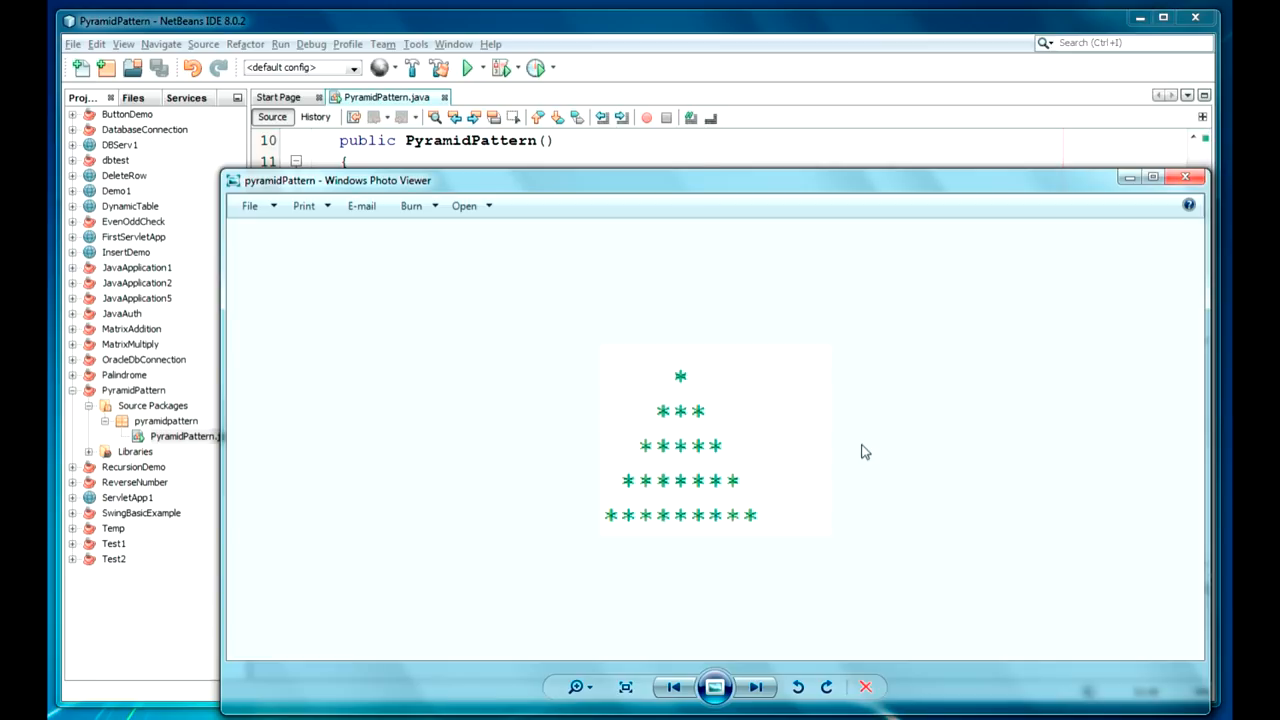 PyramidPattern - NetBeans IDE 8.0.2
File Edit View Navigate Source Refactor Run Debug Profile Team Tools Window Help
Search (Ctrl+I)
<default config>
Proj... Files Services
Start Page PyramidPattern.java
Source History
10 public PyramidPattern()
11 {
ButtonDemo
DatabaseConnection
DBServ1
dbtest
DeleteRow
Demo1
DynamicTable
EvenOddCheck
FirstServletApp
InsertDemo
JavaApplication1
JavaApplication2
JavaApplication5
JavaAuth
MatrixAddition
MatrixMultiply
OracleDbConnection
Palindrome
PyramidPattern
Source Packages
pyramidpattern
PyramidPattern.j
Libraries
RecursionDemo
ReverseNumber
ServletApp1
SwingBasicExample
Temp
Test1
Test2
pyramidPattern - Windows Photo Viewer
File Print E-mail Burn Open
*
* * *
* * * * *
* * * * * * *
* * * * * * * * *